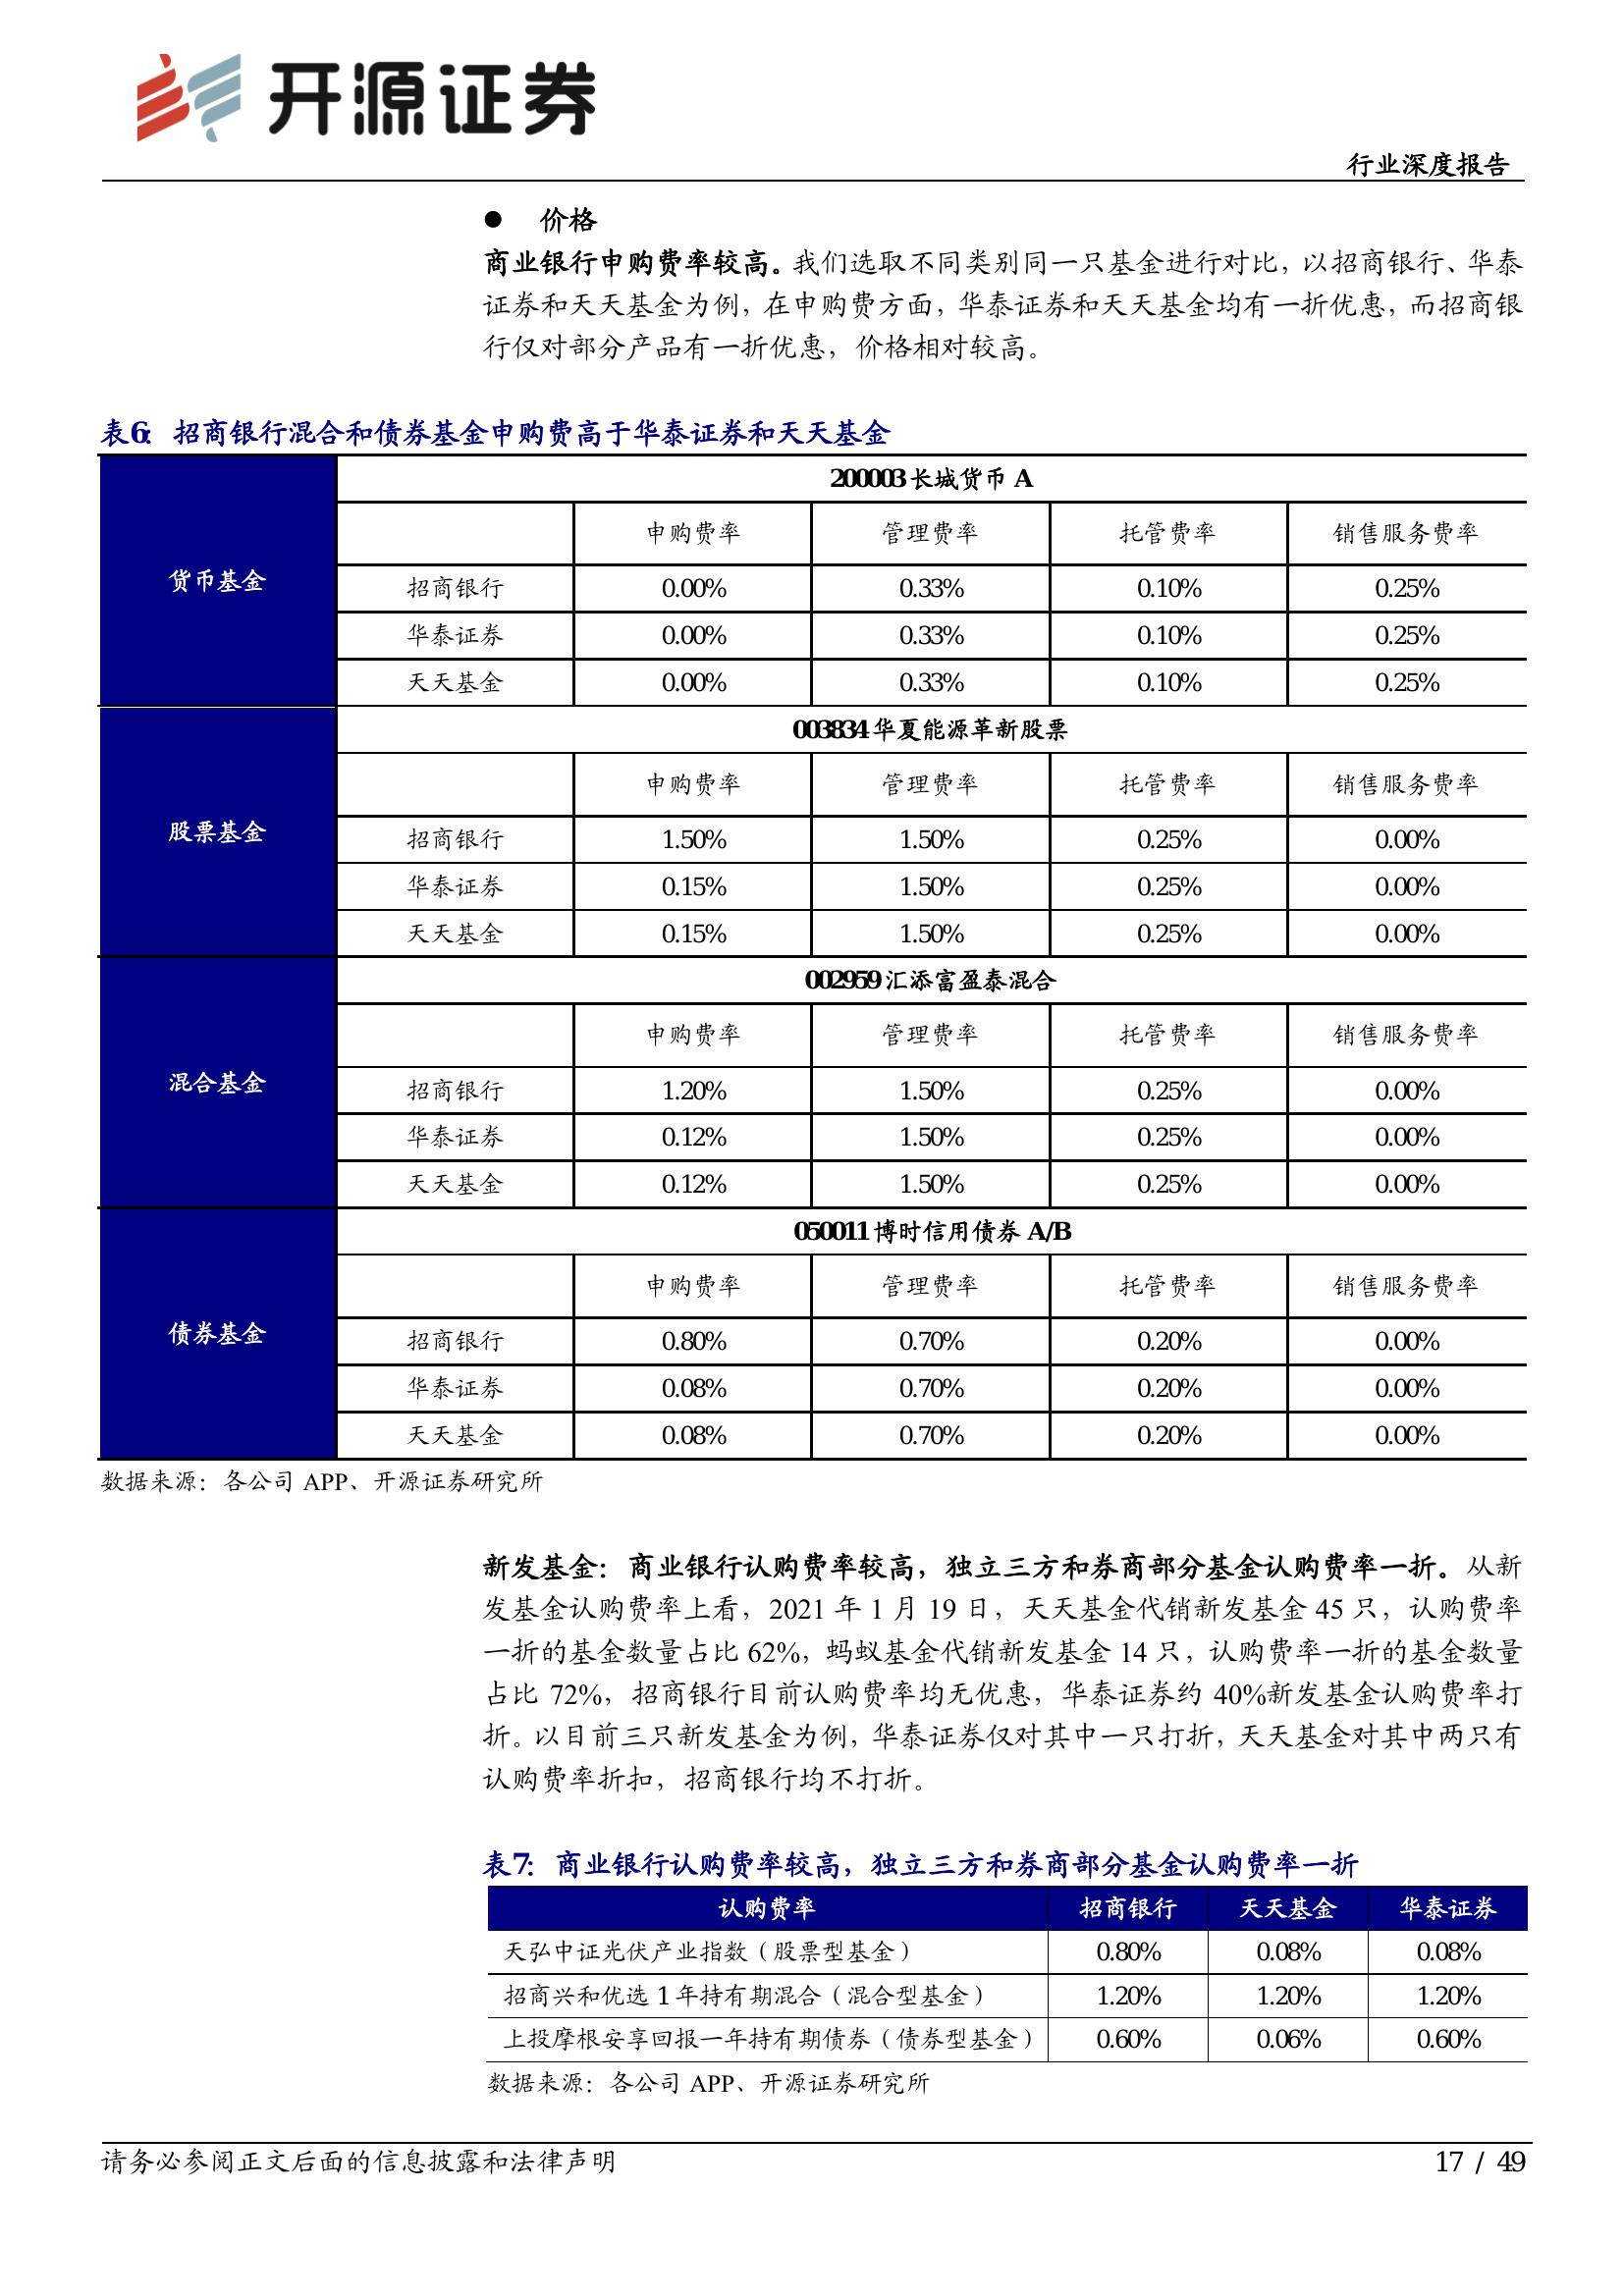 开源证券
行业深度报告
● 价格
商业银行申购费率较高。我们选取不同类别同一只基金进行对比，以招商银行、华泰
证券和天天基金为例，在申购费方面，华泰证券和天天基金均有一折优惠，而招商银
行仅对部分产品有一折优惠，价格相对较高。
表6：招商银行混合和债券基金申购费高于华泰证券和天天基金
货币基金
200003 长城货币 A
申购费率 管理费率 托管费率 销售服务费率
招商银行 0.00% 0.33% 0.10% 0.25%
华泰证券 0.00% 0.33% 0.10% 0.25%
天天基金 0.00% 0.33% 0.10% 0.25%
股票基金
003834 华夏能源革新股票
申购费率 管理费率 托管费率 销售服务费率
招商银行 1.50% 1.50% 0.25% 0.00%
华泰证券 0.15% 1.50% 0.25% 0.00%
天天基金 0.15% 1.50% 0.25% 0.00%
混合基金
002959 汇添富盈泰混合
申购费率 管理费率 托管费率 销售服务费率
招商银行 1.20% 1.50% 0.25% 0.00%
华泰证券 0.12% 1.50% 0.25% 0.00%
天天基金 0.12% 1.50% 0.25% 0.00%
债券基金
050011 博时信用债券 A/B
申购费率 管理费率 托管费率 销售服务费率
招商银行 0.80% 0.70% 0.20% 0.00%
华泰证券 0.08% 0.70% 0.20% 0.00%
天天基金 0.08% 0.70% 0.20% 0.00%
数据来源：各公司 APP、开源证券研究所
新发基金：商业银行认购费率较高，独立三方和券商部分基金认购费率一折。从新
发基金认购费率上看，2021 年 1 月 19 日，天天基金代销新发基金 45 只，认购费率
一折的基金数量占比 62%，蚂蚁基金代销新发基金 14 只，认购费率一折的基金数量
占比 72%，招商银行目前认购费率均无优惠，华泰证券约 40%新发基金认购费率打
折。以目前三只新发基金为例，华泰证券仅对其中一只打折，天天基金对其中两只有
认购费率折扣，招商银行均不打折。
表7：商业银行认购费率较高，独立三方和券商部分基金认购费率一折
认购费率 招商银行 天天基金 华泰证券
天弘中证光伏产业指数（股票型基金） 0.80% 0.08% 0.08%
招商兴和优选 1 年持有期混合（混合型基金） 1.20% 1.20% 1.20%
上投摩根安享回报一年持有期债券（债券型基金） 0.60% 0.06% 0.60%
数据来源：各公司 APP、开源证券研究所
请务必参阅正文后面的信息披露和法律声明 17 / 49